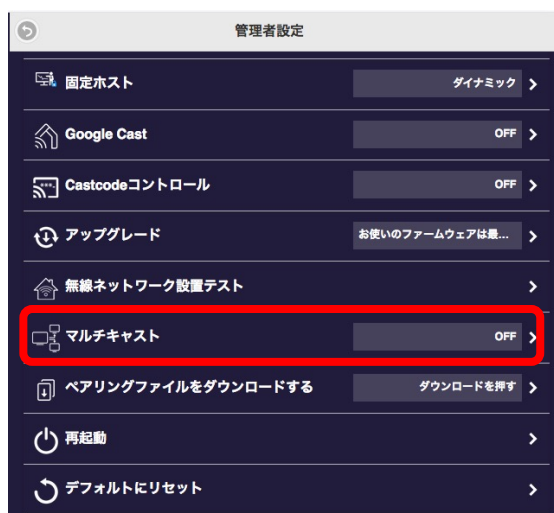 管理者設定
固定ホスト ダイナミック
Google Cast OFF
Castcodeコントロール OFF
アップグレード お使いのファームウェアは最...
無線ネットワーク設置テスト
マルチキャスト OFF
ペアリングファイルをダウンロードする ダウンロードを押す
再起動
デフォルトにリセット